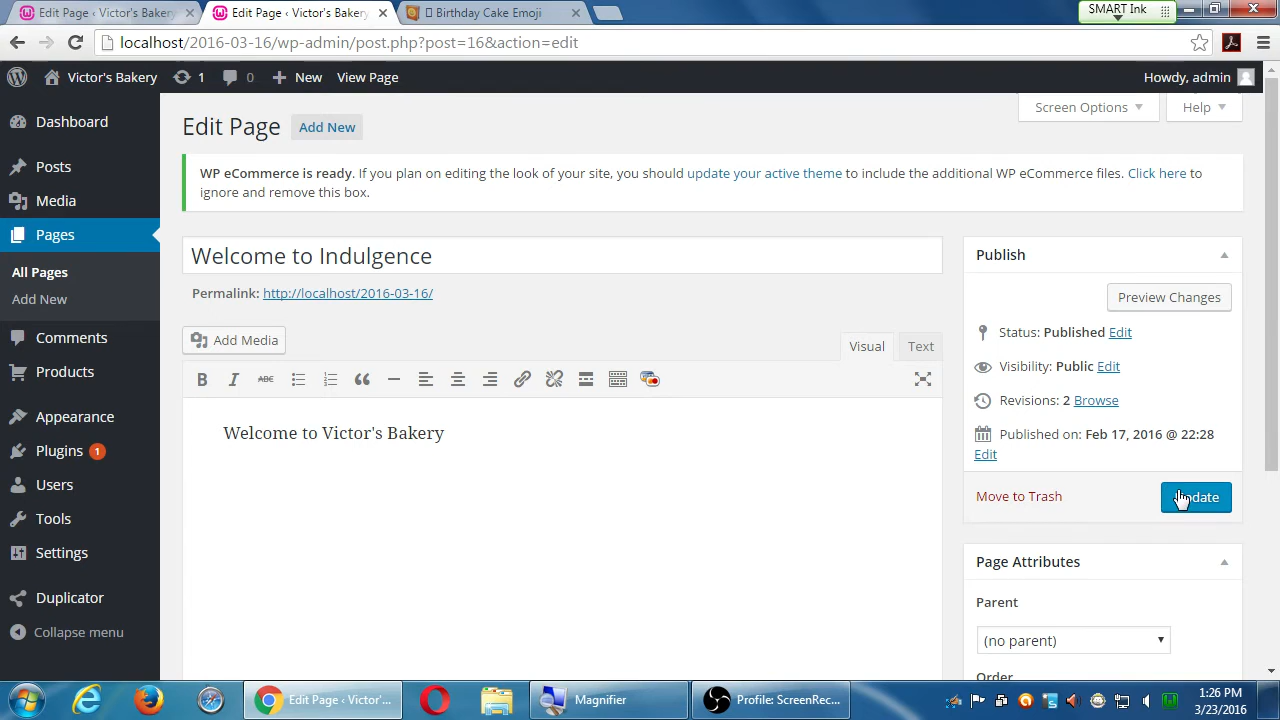 Edit Page ‹ Victor's Bakery
Edit Page ‹ Victor's Bakery
Birthday Cake Emoji
SMART Ink
localhost/2016-03-16/wp-admin/post.php?post=16&action=edit
Victor's Bakery 1 0 New View Page Howdy, admin
Dashboard
Posts
Media
Pages
All Pages
Add New
Comments
Products
Appearance
Plugins 1
Users
Tools
Settings
Duplicator
Collapse menu
Screen Options Help
Edit Page Add New
WP eCommerce is ready. If you plan on editing the look of your site, you should update your active theme to include the additional WP eCommerce files. Click here to
ignore and remove this box.
Welcome to Indulgence
Permalink: http://localhost/2016-03-16/
Add Media
Visual Text
B I ABC
Welcome to Victor's Bakery
Publish
Preview Changes
Status: Published Edit
Visibility: Public Edit
Revisions: 2 Browse
Published on: Feb 17, 2016 @ 22:28
Edit
Move to Trash Update
Page Attributes
Parent
(no parent)
Order
Edit Page ‹ Victor'...
Magnifier
Profile: ScreenRec...
1:26 PM
3/23/2016